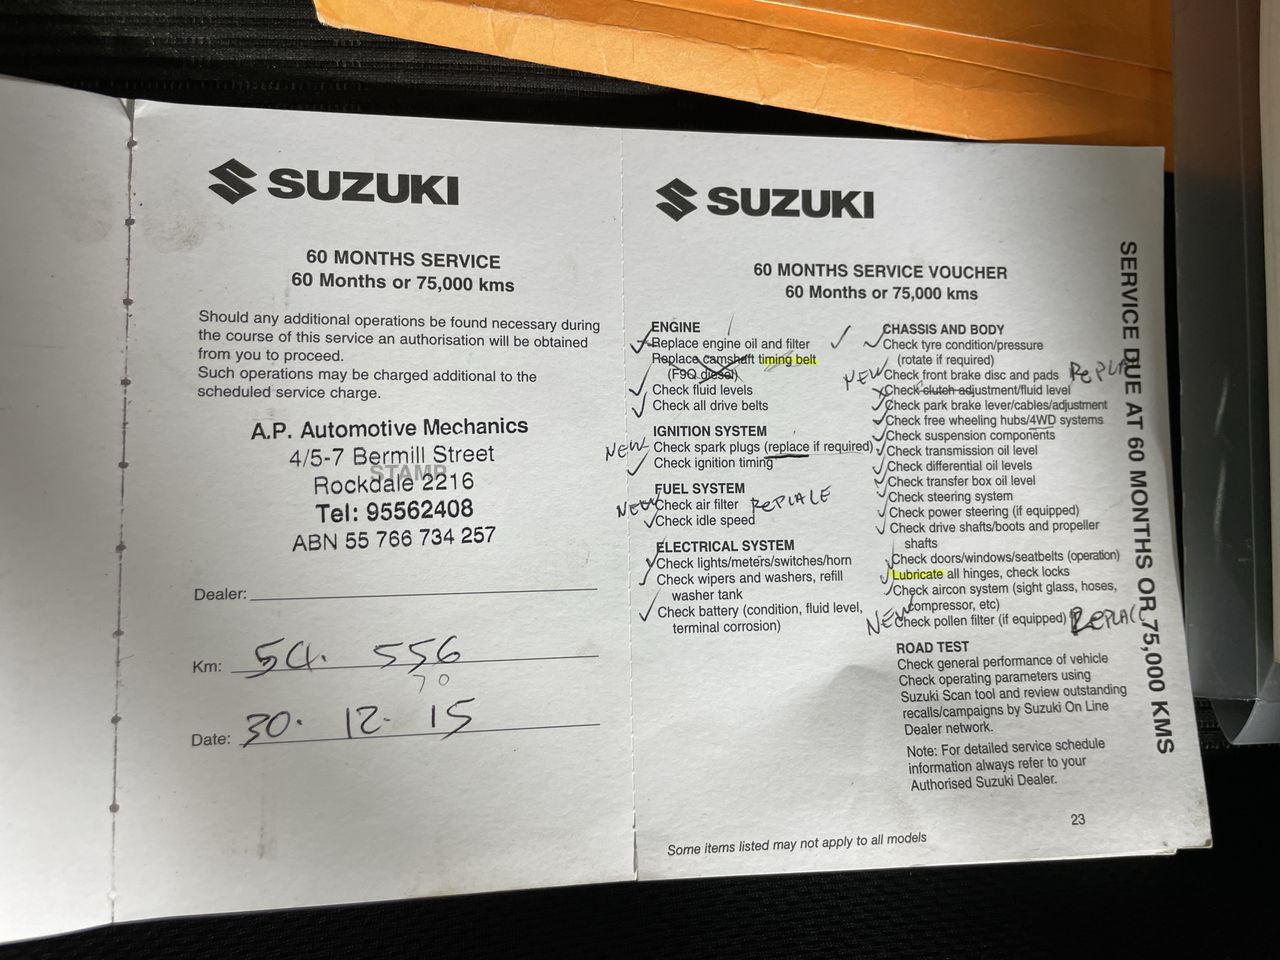 SUZUKI
60 MONTHS SERVICE
60 Months or 75,000 kms
Should any additional operations be found necessary during
the course of this service an authorisation will be obtained
from you to proceed.
Such operations may be charged additional to the
scheduled service charge.
STAMP
A.P. Automotive Mechanics
4/5-7 Bermill Street
Rockdale 2216
Tel: 95562408
ABN 55 766 734 257
Dealer:
Km: 54. 556
70
Date: 30. 12. 15
SUZUKI
60 MONTHS SERVICE VOUCHER
60 Months or 75,000 kms
ENGINE
Replace engine oil and filter
Replace camshaft timing belt
(F9Q diesel)
Check fluid levels
Check all drive belts
IGNITION SYSTEM
NEW Check spark plugs (replace if required)
Check ignition timing
FUEL SYSTEM
NEW Check air filter REPLACE
Check idle speed
ELECTRICAL SYSTEM
Check lights/meters/switches/horn
Check wipers and washers, refill
washer tank
Check battery (condition, fluid level,
terminal corrosion)
CHASSIS AND BODY
Check tyre condition/pressure
(rotate if required)
NEW Check front brake disc and pads REPLA
Check clutch adjustment/fluid level
Check park brake lever/cables/adjustment
Check free wheeling hubs/4WD systems
Check suspension components
Check transmission oil level
Check differential oil levels
Check transfer box oil level
Check steering system
Check power steering (if equipped)
Check drive shafts/boots and propeller
shafts
Check doors/windows/seatbelts (operation)
Lubricate all hinges, check locks
Check aircon system (sight glass, hoses,
compressor, etc)
NEW Check pollen filter (if equipped) REPLACE
ROAD TEST
Check general performance of vehicle
Check operating parameters using
Suzuki Scan tool and review outstanding
recalls/campaigns by Suzuki On Line
Dealer network.
Note: For detailed service schedule
information always refer to your
Authorised Suzuki Dealer.
23
Some items listed may not apply to all models
SERVICE DUE AT 60 MONTHS OR 75,000 KMS